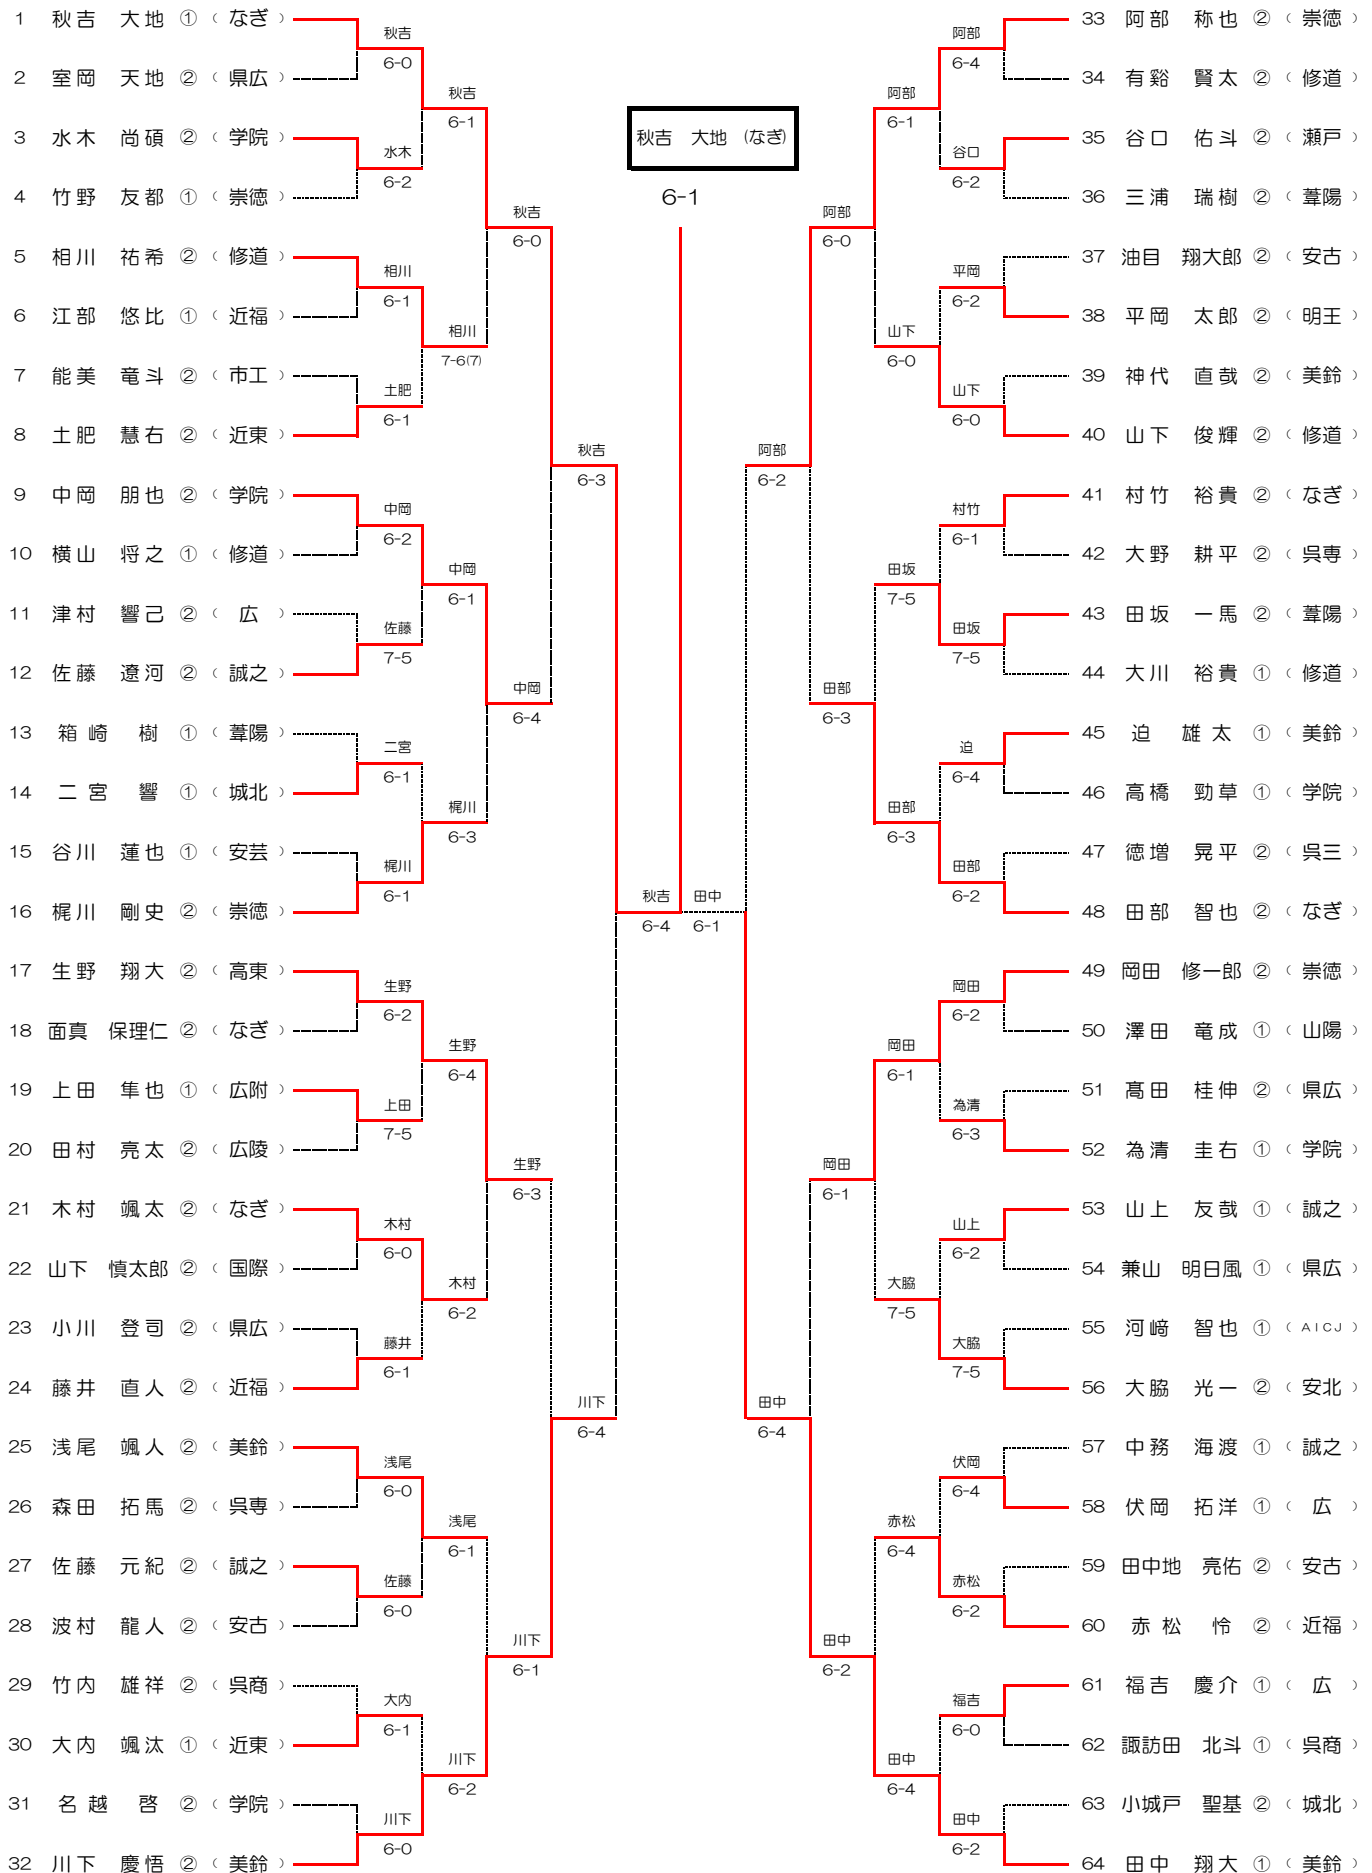 1 秋吉 大地 ① (なぎ)
2 室岡 天地 ② (県広)
3 水木 尚碩 ② (学院)
4 竹野 友都 ① (崇徳)
5 相川 祐希 ② (修道)
6 江部 悠比 ① (近福)
7 能美 竜斗 ② (市工)
8 土肥 慧右 ② (近東)
9 中岡 朋也 ② (学院)
10 横山 将之 ① (修道)
11 津村 響己 ② (広)
12 佐藤 遼河 ② (誠之)
13 箱崎 樹 ① (葦陽)
14 二宮 響 ① (城北)
15 谷川 蓮也 ① (安芸)
16 梶川 剛史 ② (崇徳)
17 生野 翔大 ② (高東)
18 面真 保理仁 ② (なぎ)
19 上田 隼也 ① (広附)
20 田村 亮太 ② (広陵)
21 木村 颯太 ② (なぎ)
22 山下 慎太郎 ② (国際)
23 小川 登司 ② (県広)
24 藤井 直人 ② (近福)
25 浅尾 颯人 ② (美鈴)
26 森田 拓馬 ② (呉専)
27 佐藤 元紀 ② (誠之)
28 波村 龍人 ② (安古)
29 竹内 雄祥 ② (呉商)
30 大内 颯汰 ① (近東)
31 名越 啓 ② (学院)
32 川下 慶悟 ② (美鈴)
秋吉
6-0
水木
6-2
相川
6-1
土肥
6-1
中岡
6-2
佐藤
7-5
二宮
6-1
梶川
6-1
生野
6-2
上田
7-5
木村
6-0
藤井
6-1
浅尾
6-0
佐藤
6-0
大内
6-1
川下
6-0
秋吉
6-1
相川
7-6(7)
中岡
6-1
梶川
6-3
生野
6-4
木村
6-2
浅尾
6-1
川下
6-2
秋吉
6-0
中岡
6-4
生野
6-3
川下
6-1
秋吉
6-3
川下
6-4
秋吉
6-4
秋吉 大地 (なぎ)
6-1
田中
6-1
阿部
6-2
田中
6-4
阿部
6-0
田部
6-3
岡田
6-1
田中
6-2
阿部
6-1
山下
6-0
田坂
7-5
田部
6-3
岡田
6-1
大脇
7-5
赤松
6-4
田中
6-4
阿部
6-4
谷口
6-2
平岡
6-2
山下
6-0
村竹
6-1
田坂
7-5
迫
6-4
田部
6-2
岡田
6-2
為清
6-3
山上
6-2
大脇
7-5
伏岡
6-4
赤松
6-2
福吉
6-0
田中
6-2
33 阿部 称也 ② (崇徳)
34 有谿 賢太 ② (修道)
35 谷口 佑斗 ② (瀬戸)
36 三浦 瑞樹 ② (葦陽)
37 油目 翔大郎 ② (安古)
38 平岡 太郎 ② (明王)
39 神代 直哉 ② (美鈴)
40 山下 俊輝 ② (修道)
41 村竹 裕貴 ② (なぎ)
42 大野 耕平 ② (呉専)
43 田坂 一馬 ② (葦陽)
44 大川 裕貴 ① (修道)
45 迫 雄太 ① (美鈴)
46 高橋 勁草 ① (学院)
47 徳増 晃平 ② (呉三)
48 田部 智也 ② (なぎ)
49 岡田 修一郎 ② (崇徳)
50 澤田 竜成 ① (山陽)
51 髙田 桂伸 ② (県広)
52 為清 圭右 ① (学院)
53 山上 友哉 ① (誠之)
54 兼山 明日風 ① (県広)
55 河﨑 智也 ① (AICJ)
56 大脇 光一 ② (安北)
57 中務 海渡 ① (誠之)
58 伏岡 拓洋 ① (広)
59 田中地 亮佑 ② (安古)
60 赤松 怜 ② (近福)
61 福吉 慶介 ① (広)
62 諏訪田 北斗 ① (呉商)
63 小城戸 聖基 ② (城北)
64 田中 翔大 ① (美鈴)